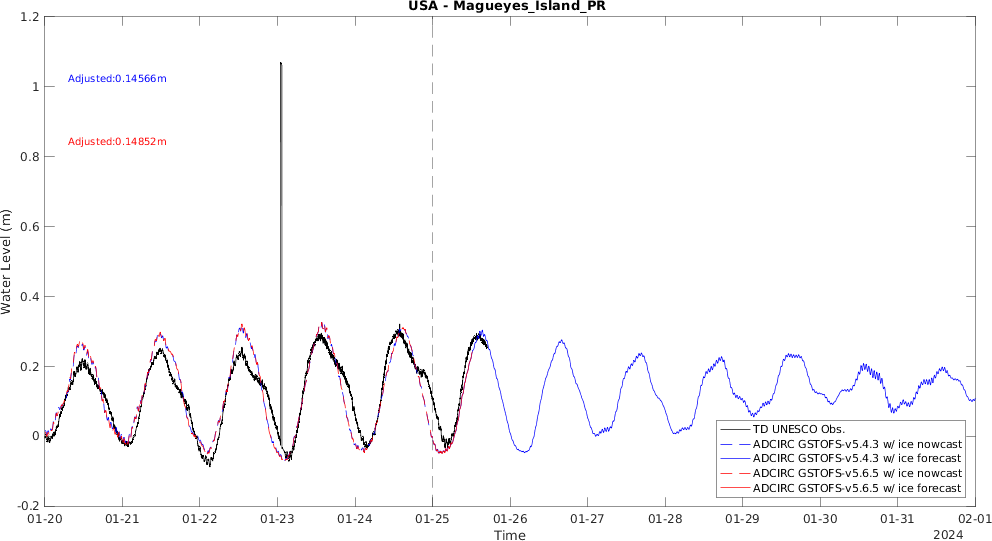 USA - Magueyes_Island_PR
1.2
1
0.8
0.6
0.4
0.2
0
-0.2
Water Level (m)
Adjusted:0.14566m
Adjusted:0.14852m
TD UNESCO Obs.
ADCIRC GSTOFS-v5.4.3 w/ ice nowcast
ADCIRC GSTOFS-v5.4.3 w/ ice forecast
ADCIRC GSTOFS-v5.6.5 w/ ice nowcast
ADCIRC GSTOFS-v5.6.5 w/ ice forecast
01-20 01-21 01-22 01-23 01-24 01-25 01-26 01-27 01-28 01-29 01-30 01-31 02-01
Time
2024